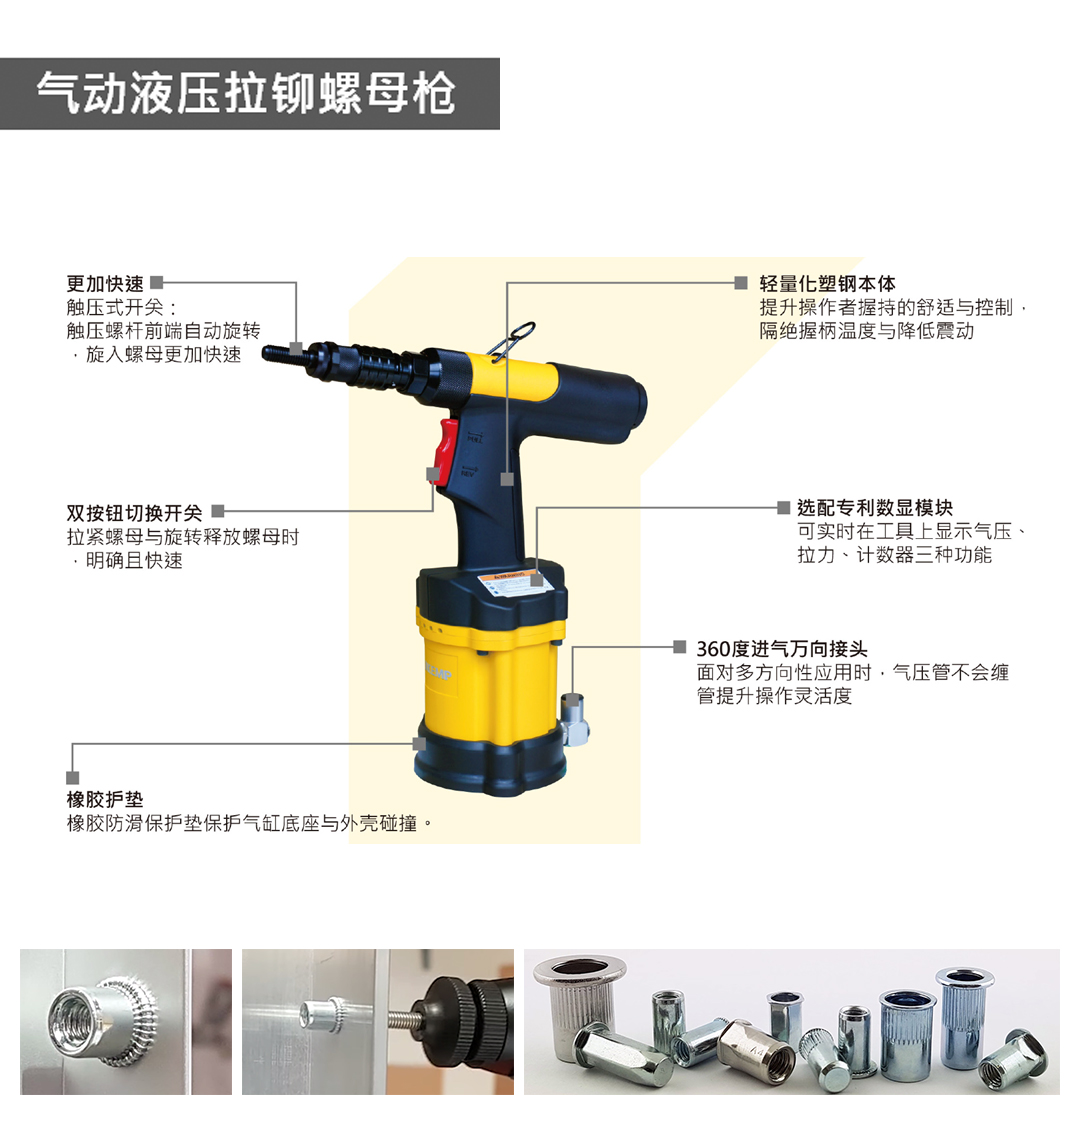 气动液压拉铆螺母枪
更加快速
触压式开关：
触压螺杆前端自动旋转
，旋入螺母更加快速
轻量化塑钢本体
提升操作者握持的舒适与控制，
隔绝握柄温度与降低震动
双按钮切换开关
拉紧螺母与旋转释放螺母时
，明确且快速
选配专利数显模块
可实时在工具上显示气压、
拉力、计数器三种功能
360度进气万向接头
面对多方向性应用时，气压管不会缠
管提升操作灵活度
橡胶护垫
橡胶防滑保护垫保护气缸底座与外壳碰撞。